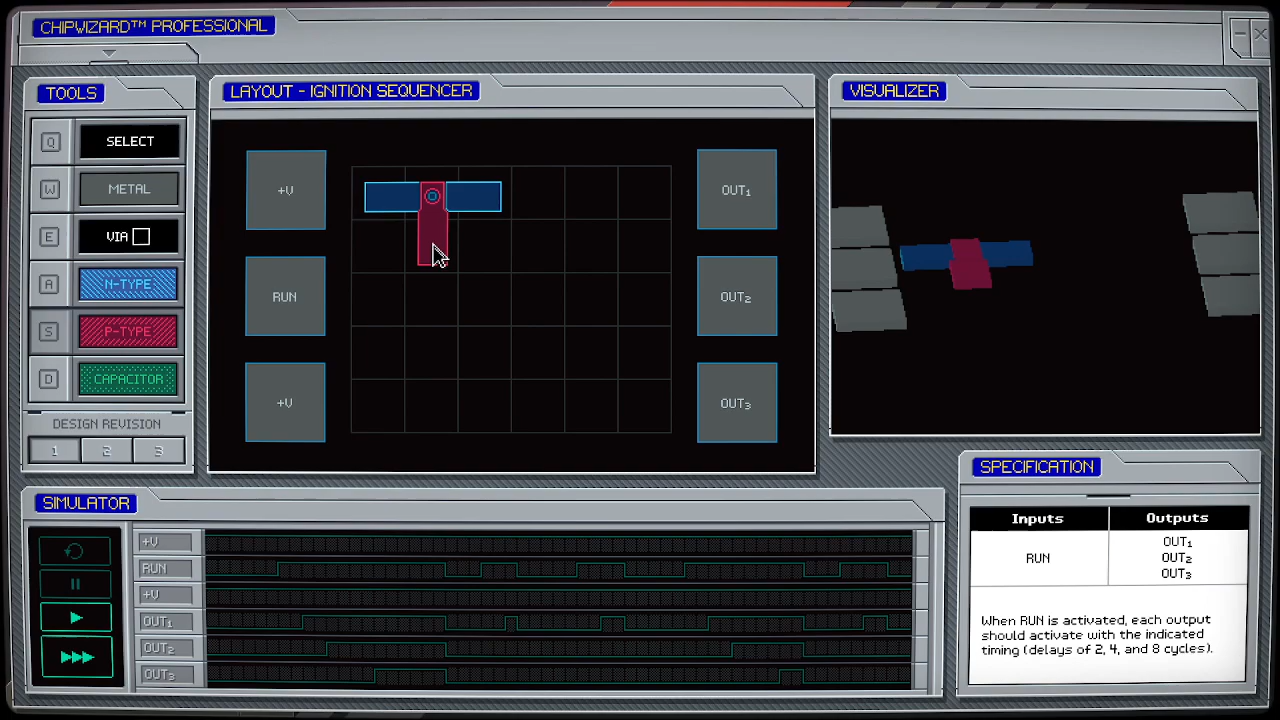 CHIPWIZARD™ PROFESSIONAL
TOOLS
Q SELECT
W METAL
E VIA
A N-TYPE
S P-TYPE
D CAPACITOR
DESIGN REVISION
1 2 3
LAYOUT - IGNITION SEQUENCER
+V
RUN
+V
OUT₁
OUT₂
OUT₃
VISUALIZER
SIMULATOR
+V
RUN
+V
OUT₁
OUT₂
OUT₃
SPECIFICATION
Inputs Outputs
RUN
OUT₁
OUT₂
OUT₃
When RUN is activated, each output
should activate with the indicated
timing (delays of 2, 4, and 8 cycles).